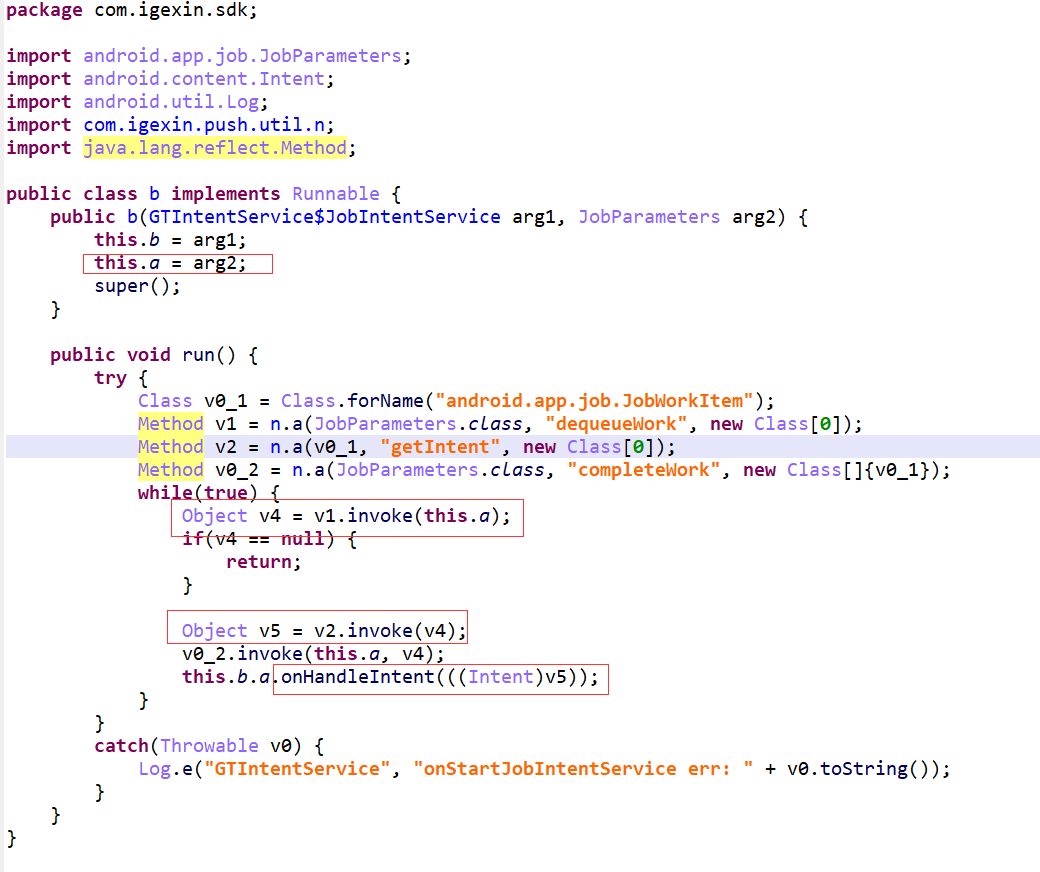 package com.igexin.sdk;
import android.app.job.JobParameters;
import android.content.Intent;
import android.util.Log;
import com.igexin.push.util.n;
import java.lang.reflect.Method;
public class b implements Runnable {
public b(GTIntentService$JobIntentService arg1, JobParameters arg2) {
this.b = arg1;
this.a = arg2;
super();
}
public void run() {
try {
Class v0_1 = Class.forName("android.app.job.JobWorkItem");
Method v1 = n.a(JobParameters.class, "dequeueWork", new Class[0]);
Method v2 = n.a(v0_1, "getIntent", new Class[0]);
Method v0_2 = n.a(JobParameters.class, "completeWork", new Class[]{v0_1});
while(true) {
Object v4 = v1.invoke(this.a);
if(v4 == null) {
return;
}
Object v5 = v2.invoke(v4);
v0_2.invoke(this.a, v4);
this.b.a.onHandleIntent(((Intent)v5));
}
}
catch(Throwable v0) {
Log.e("GTIntentService", "onStartJobIntentService err: " + v0.toString());
}
}
}